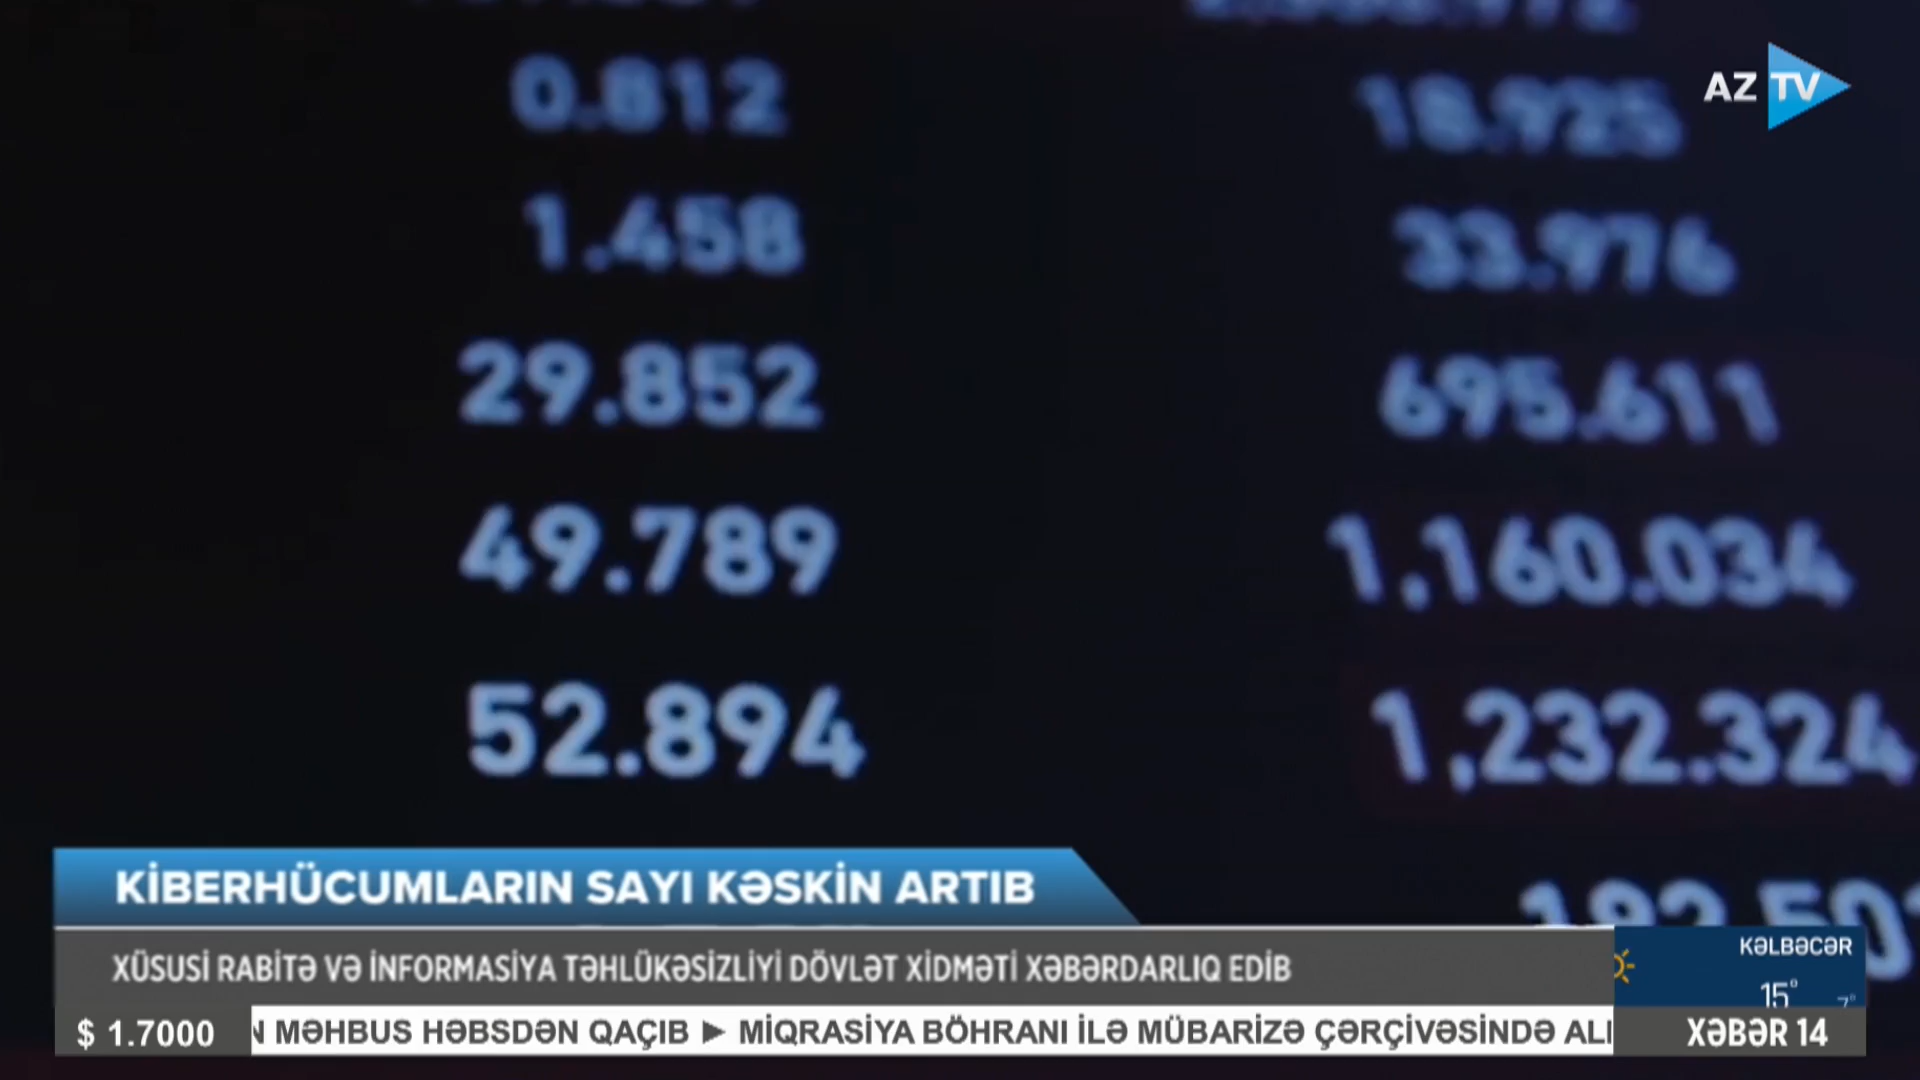 0.812 18.925
AZ TV
1.458 33.976
29.852 695.611
49.789 1,160.034
52.894 1,232.324
KİBERHÜCUMLARIN SAYI KƏSKİN ARTIB
XÜSUSİ RABİTƏ VƏ İNFORMASİYA TƏHLÜKƏSİZLİYİ DÖVLƏT XİDMƏTİ XƏBƏRDARLIQ EDİB
KƏLBƏCƏR
15°
$ 1.7000
N MƏHBUS HƏBSDƏN QAÇIB ► MİQRASİYA BÖHRANI İLƏ MÜBARİZƏ ÇƏRÇİVƏSİNDƏ ALI
XƏBƏR 14